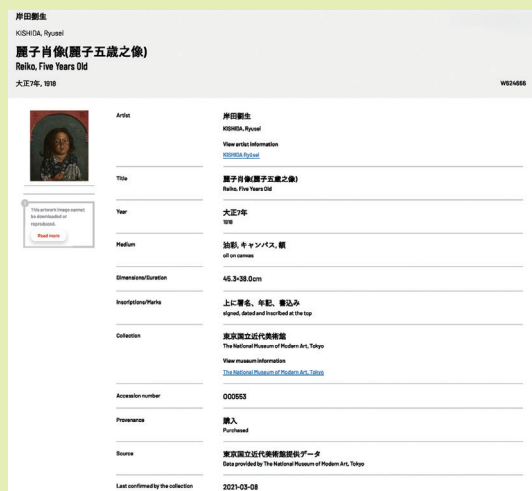 岸田劉生
KISHIDA, Ryusei
麗子肖像(麗子五歳之像)
Reiko, Five Years Old
大正7年, 1918
W624666
This artwork image cannot
be downloaded or
reproduced.
Read more
Artist
岸田劉生
KISHIDA, Ryusei
View artist information
KISHIDA Ryusei
Title
麗子肖像(麗子五歳之像)
Reiko, Five Years Old
Year
大正7年
1918
Medium
油彩, キャンバス, 額
oil on canvas
Dimensions/Duration
45.3×38.0cm
Inscriptions/Marks
上に署名、年記、書込み
signed, dated and inscribed at the top
Collection
東京国立近代美術館
The National Museum of Modern Art, Tokyo
View museum information
The National Museum of Modern Art, Tokyo
Accession number
000553
Provenance
購入
Purchased
Source
東京国立近代美術館提供データ
Data provided by The National Museum of Modern Art, Tokyo
Last confirmed by the collection
2021-03-08